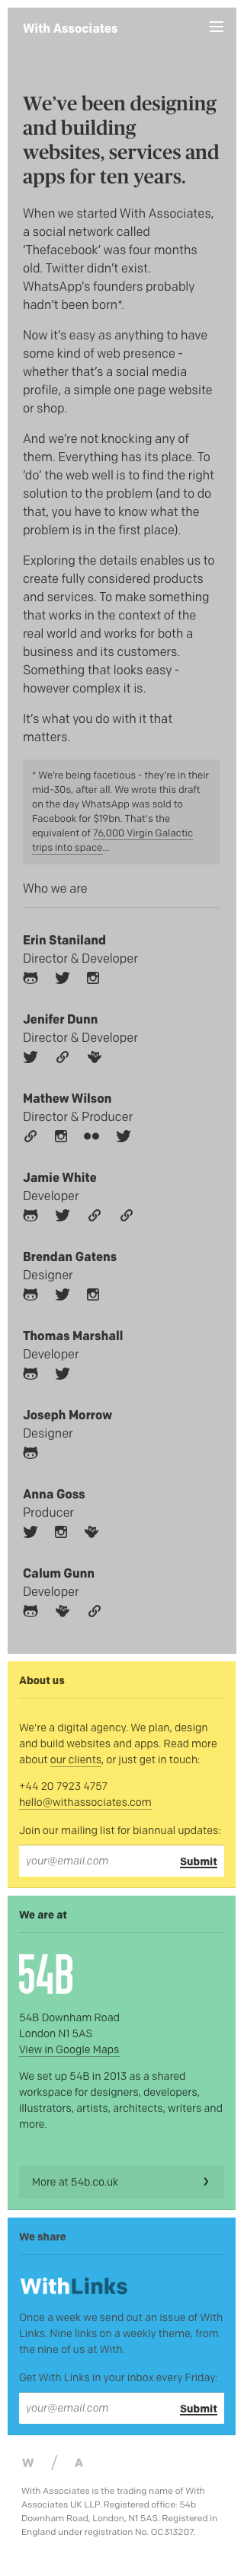 With Associates
We’ve been designing
and building
websites, services and
apps for ten years.
When we started With Associates,
a social network called
‘Thefacebook’ was four months
old. Twitter didn’t exist.
WhatsApp’s founders probably
hadn’t been born*.
Now it’s easy as anything to have
some kind of web presence -
whether that’s a social media
profile, a simple one page website
or shop.
And we’re not knocking any of
them. Everything has its place. To
‘do’ the web well is to find the right
solution to the problem (and to do
that, you have to know what the
problem is in the first place).
Exploring the details enables us to
create fully considered products
and services. To make something
that works in the context of the
real world and works for both a
business and its customers.
Something that looks easy -
however complex it is.
It’s what you do with it that
matters.
* We’re being facetious - they’re in their
mid-30s, after all. We wrote this draft
on the day WhatsApp was sold to
Facebook for $19bn. That’s the
equivalent of 76,000 Virgin Galactic
trips into space...
Who we are
Erin Staniland
Director & Developer
Jenifer Dunn
Director & Developer
Mathew Wilson
Director & Producer
Jamie White
Developer
Brendan Gatens
Designer
Thomas Marshall
Developer
Joseph Morrow
Designer
Anna Goss
Producer
Calum Gunn
Developer
About us
We’re a digital agency. We plan, design
and build websites and apps. Read more
about our clients, or just get in touch:
+44 20 7923 4757
hello@withassociates.com
Join our mailing list for biannual updates:
your@email.com Submit
We are at
54B
54B Downham Road
London N1 5AS
View in Google Maps
We set up 54B in 2013 as a shared
workspace for designers, developers,
illustrators, artists, architects, writers and
more.
More at 54b.co.uk
We share
WithLinks
Once a week we send out an issue of With
Links. Nine links on a weekly theme, from
the nine of us at With.
Get With Links in your inbox every Friday:
your@email.com Submit
W / A
With Associates is the trading name of With
Associates UK LLP. Registered office: 54b
Downham Road, London, N1 5AS. Registered in
England under registration No. OC313207.